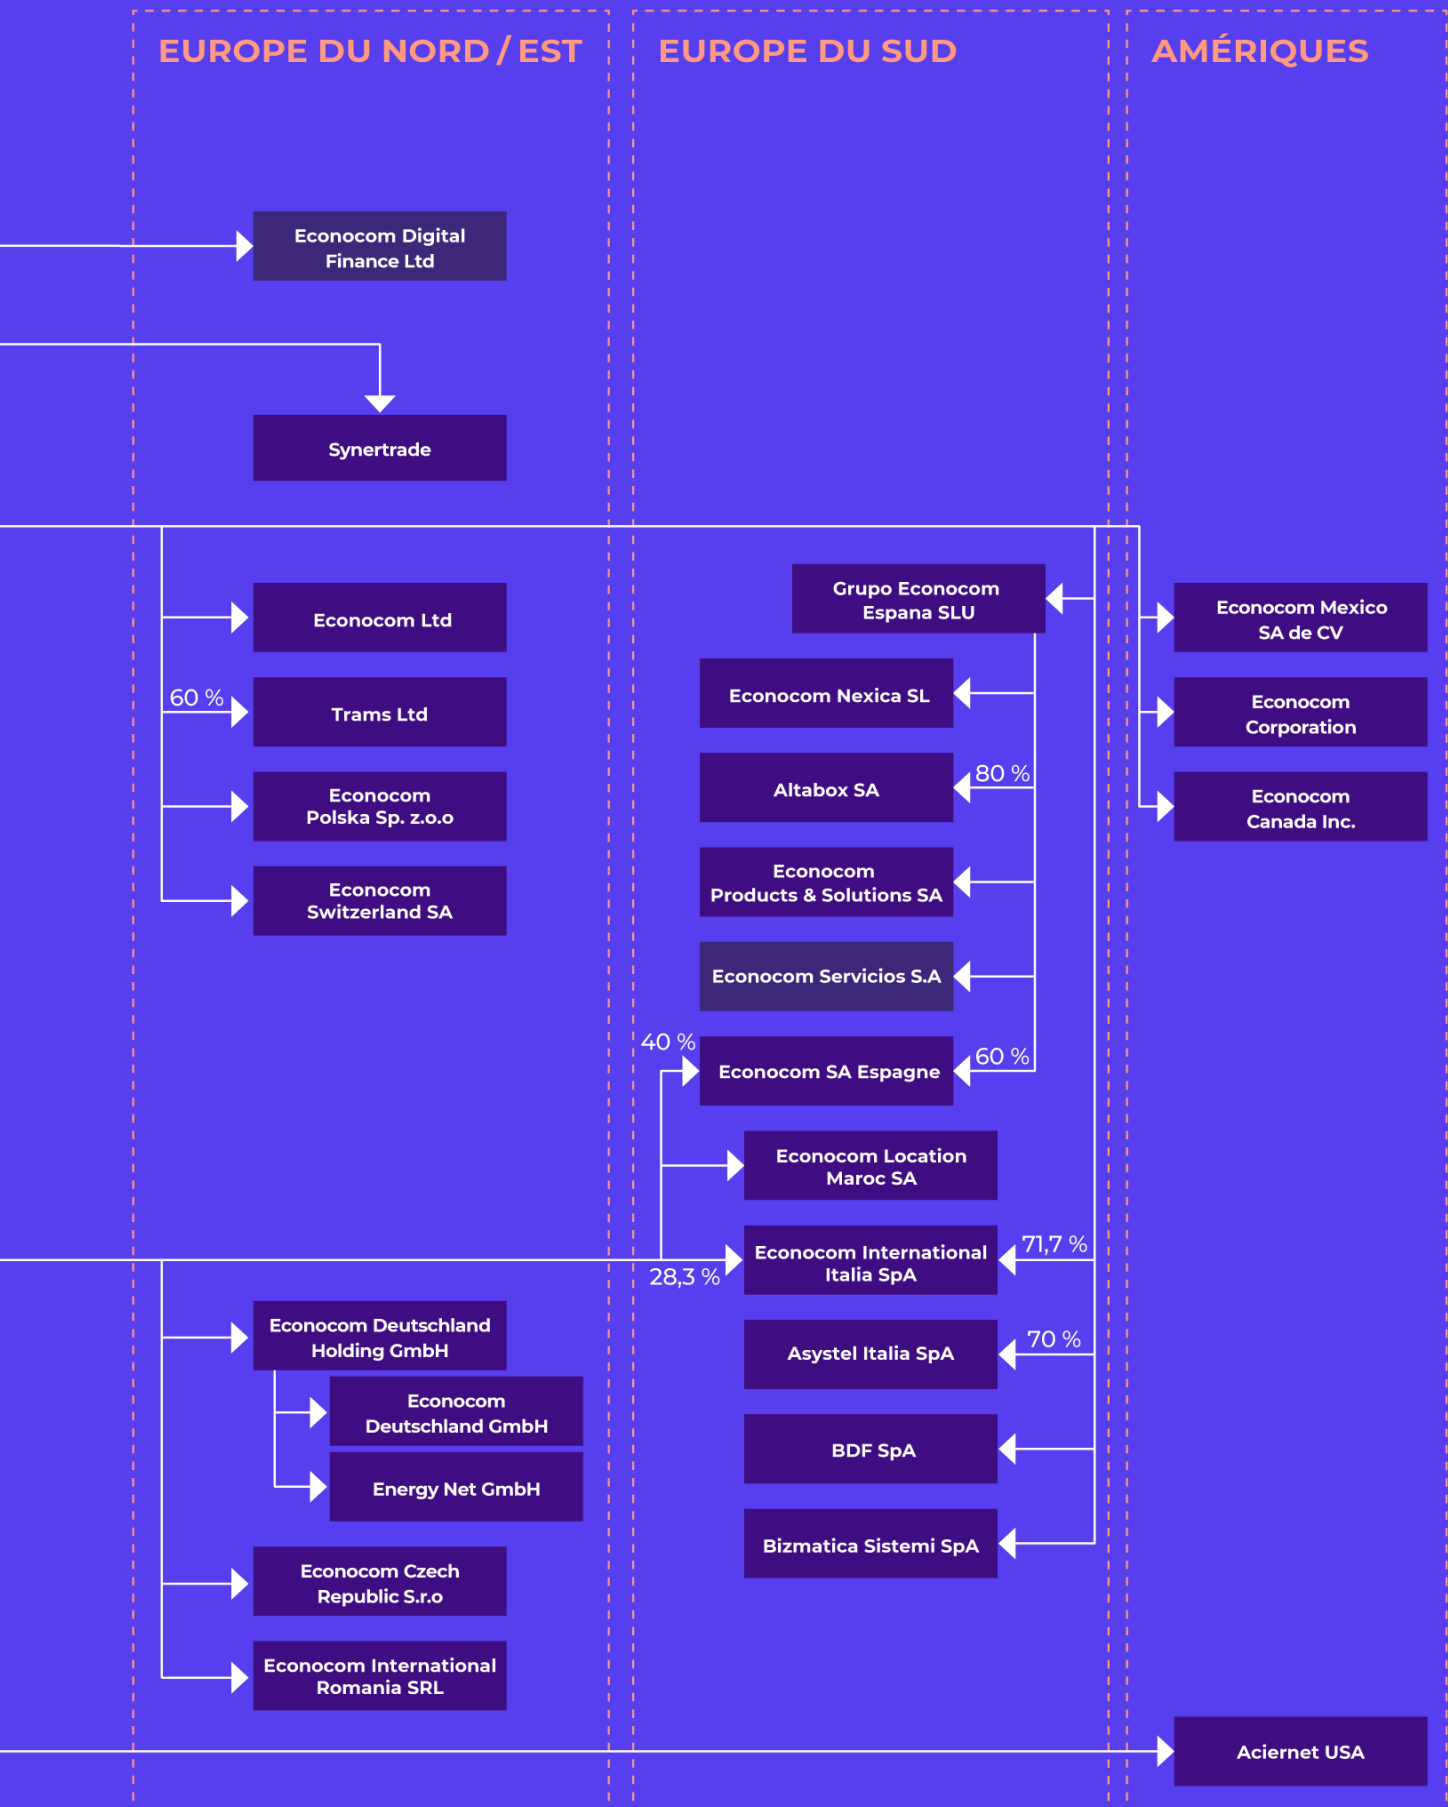 EUROPE DU NORD / EST
Econocom Digital
Finance Ltd
Synertrade
Econocom Ltd
60 %
Trams Ltd
Econocom
Polska Sp. z.o.o
Econocom
Switzerland SA
Econocom Deutschland
Holding GmbH
Econocom
Deutschland GmbH
Energy Net GmbH
Econocom Czech
Republic S.r.o
Econocom International
Romania SRL
EUROPE DU SUD
Grupo Econocom
Espana SLU
Econocom Nexica SL
80 %
Altabox SA
Econocom
Products & Solutions SA
Econocom Servicios S.A
40 %
Econocom SA Espagne
60 %
Econocom Location
Maroc SA
71,7 %
Econocom International
Italia SpA
28,3 %
70 %
Asystel Italia SpA
BDF SpA
Bizmatica Sistemi SpA
AMÉRIQUES
Econocom Mexico
SA de CV
Econocom
Corporation
Econocom
Canada Inc.
Aciernet USA